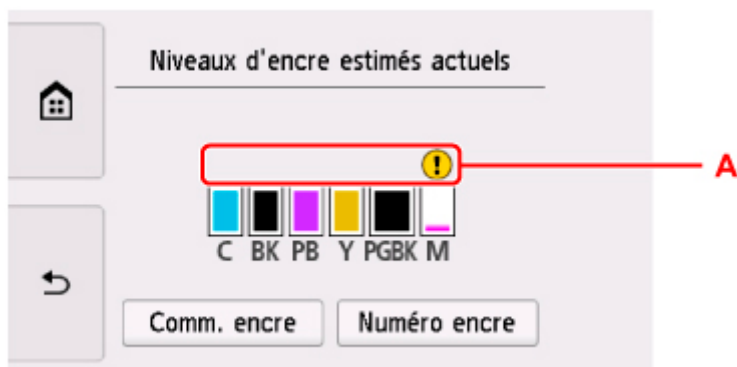 Niveaux d'encre estimés actuels
!
A
C BK PB Y PGBK M
Comm. encre Numéro encre